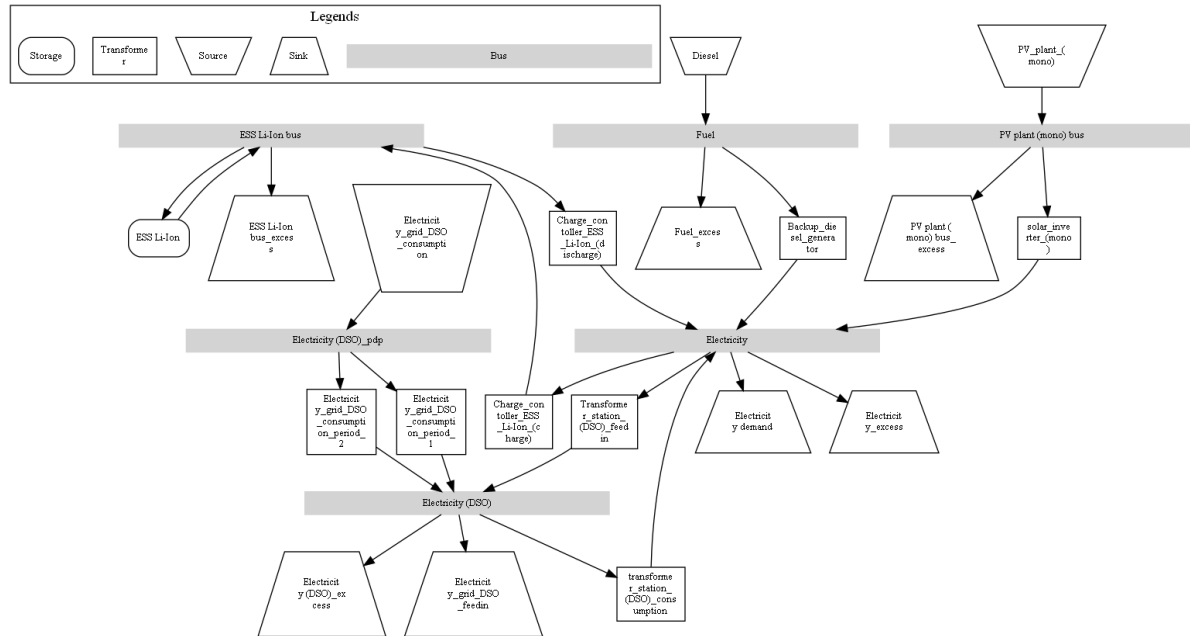 Legends
Storage
Transforme
r
Source
Sink
Bus
Diesel
PV_plant_(
mono)
ESS Li-Ion bus
Fuel
PV plant (mono) bus
ESS Li-Ion
ESS Li-Ion
bus_exces
s
Electricit
y_grid_DSO
_consumpti
on
Charge_con
toller_ESS
_Li-Ion_(d
ischarge)
Fuel_exces
s
Backup_die
sel_genera
tor
PV plant (
mono) bus_
excess
solar_inve
rter_(mono
)
Electricity (DSO)_pdp
Electricity
Electricit
y_grid_DSO
_consumpti
on_period_
2
Electricit
y_grid_DSO
_consumpti
on_period_
1
Charge_con
toller_ESS
_Li-Ion_(c
harge)
Transforme
r_station_
(DSO)_feed
in
Electricit
y demand
Electricit
y_excess
Electricity (DSO)
Electricit
y (DSO)_ex
cess
Electricit
y_grid_DSO
_feedin
transforme
r_station_
(DSO)_cons
umption